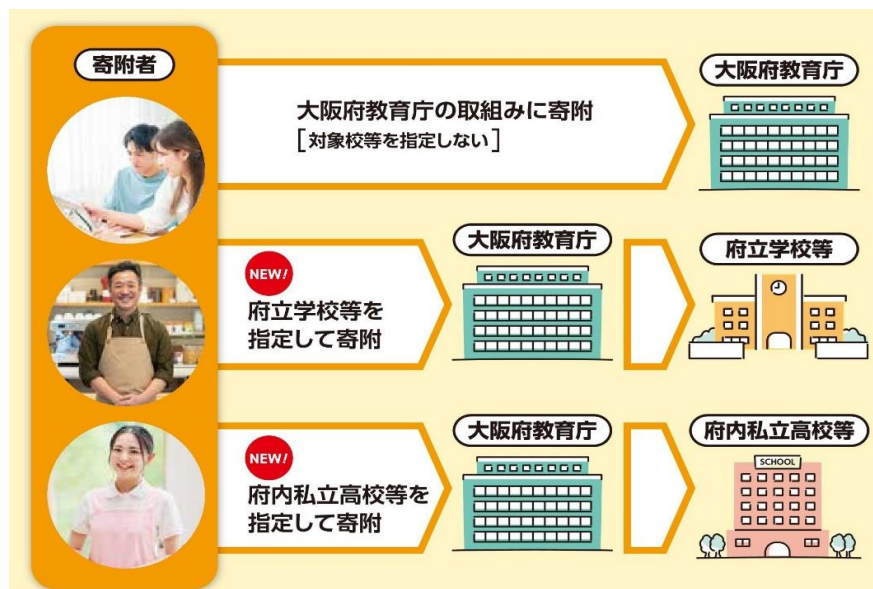 寄附者
大阪府教育庁の取組みに寄附
[対象校等を指定しない]
大阪府教育庁
NEW!
府立学校等を
指定して寄附
大阪府教育庁
府立学校等
NEW!
府内私立高校等を
指定して寄附
大阪府教育庁
府内私立高校等
SCHOOL